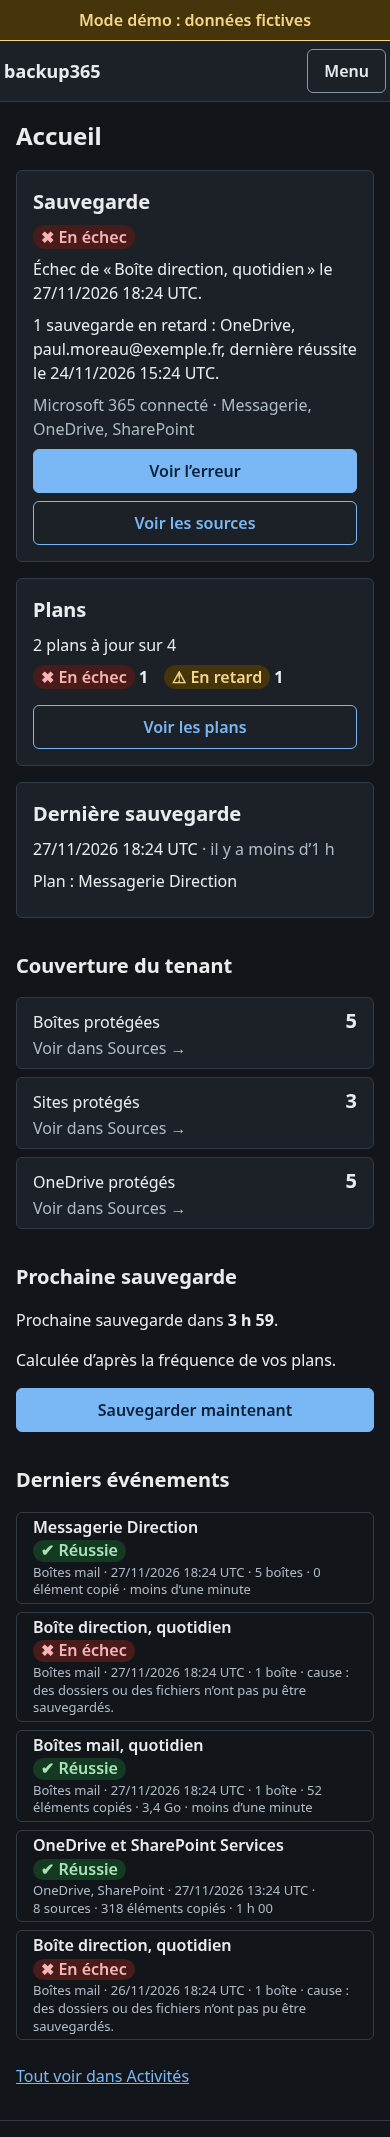 Mode démo : données fictives
backup365
Menu
Accueil
Sauvegarde
✖ En échec
Échec de « Boîte direction, quotidien » le
27/11/2026 18:24 UTC.
1 sauvegarde en retard : OneDrive,
paul.moreau@exemple.fr, dernière réussite
le 24/11/2026 15:24 UTC.
Microsoft 365 connecté · Messagerie,
OneDrive, SharePoint
Voir l’erreur
Voir les sources
Plans
2 plans à jour sur 4
✖ En échec 1 ⚠ En retard 1
Voir les plans
Dernière sauvegarde
27/11/2026 18:24 UTC · il y a moins d’1 h
Plan : Messagerie Direction
Couverture du tenant
Boîtes protégées 5
Voir dans Sources →
Sites protégés 3
Voir dans Sources →
OneDrive protégés 5
Voir dans Sources →
Prochaine sauvegarde
Prochaine sauvegarde dans 3 h 59.
Calculée d’après la fréquence de vos plans.
Sauvegarder maintenant
Derniers événements
Messagerie Direction
✔ Réussie
Boîtes mail · 27/11/2026 18:24 UTC · 5 boîtes · 0
élément copié · moins d’une minute
Boîte direction, quotidien
✖ En échec
Boîtes mail · 27/11/2026 18:24 UTC · 1 boîte · cause :
des dossiers ou des fichiers n’ont pas pu être
sauvegardés.
Boîtes mail, quotidien
✔ Réussie
Boîtes mail · 27/11/2026 18:24 UTC · 1 boîte · 52
éléments copiés · 3,4 Go · moins d’une minute
OneDrive et SharePoint Services
✔ Réussie
OneDrive, SharePoint · 27/11/2026 13:24 UTC ·
8 sources · 318 éléments copiés · 1 h 00
Boîte direction, quotidien
✖ En échec
Boîtes mail · 26/11/2026 18:24 UTC · 1 boîte · cause :
des dossiers ou des fichiers n’ont pas pu être
sauvegardés.
Tout voir dans Activités